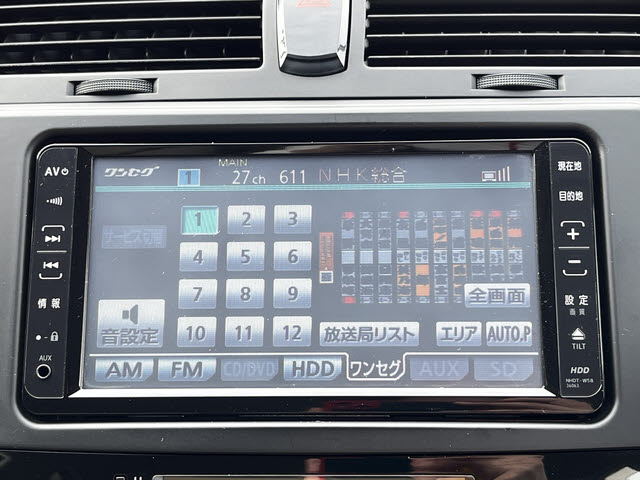 AV
現在地
ワンセグ
MAIN
1 27ch 611 NHK総合
目的地
1 2 3
サービス切替
4 5 6
7 8 9
全画面
情報
設定
画質
音設定
10 11 12 放送局リスト エリア AUTO.P
TILT
AUX
AM FM CD/DVD HDD ワンセグ AUX SD
HDD
NHDT-W58